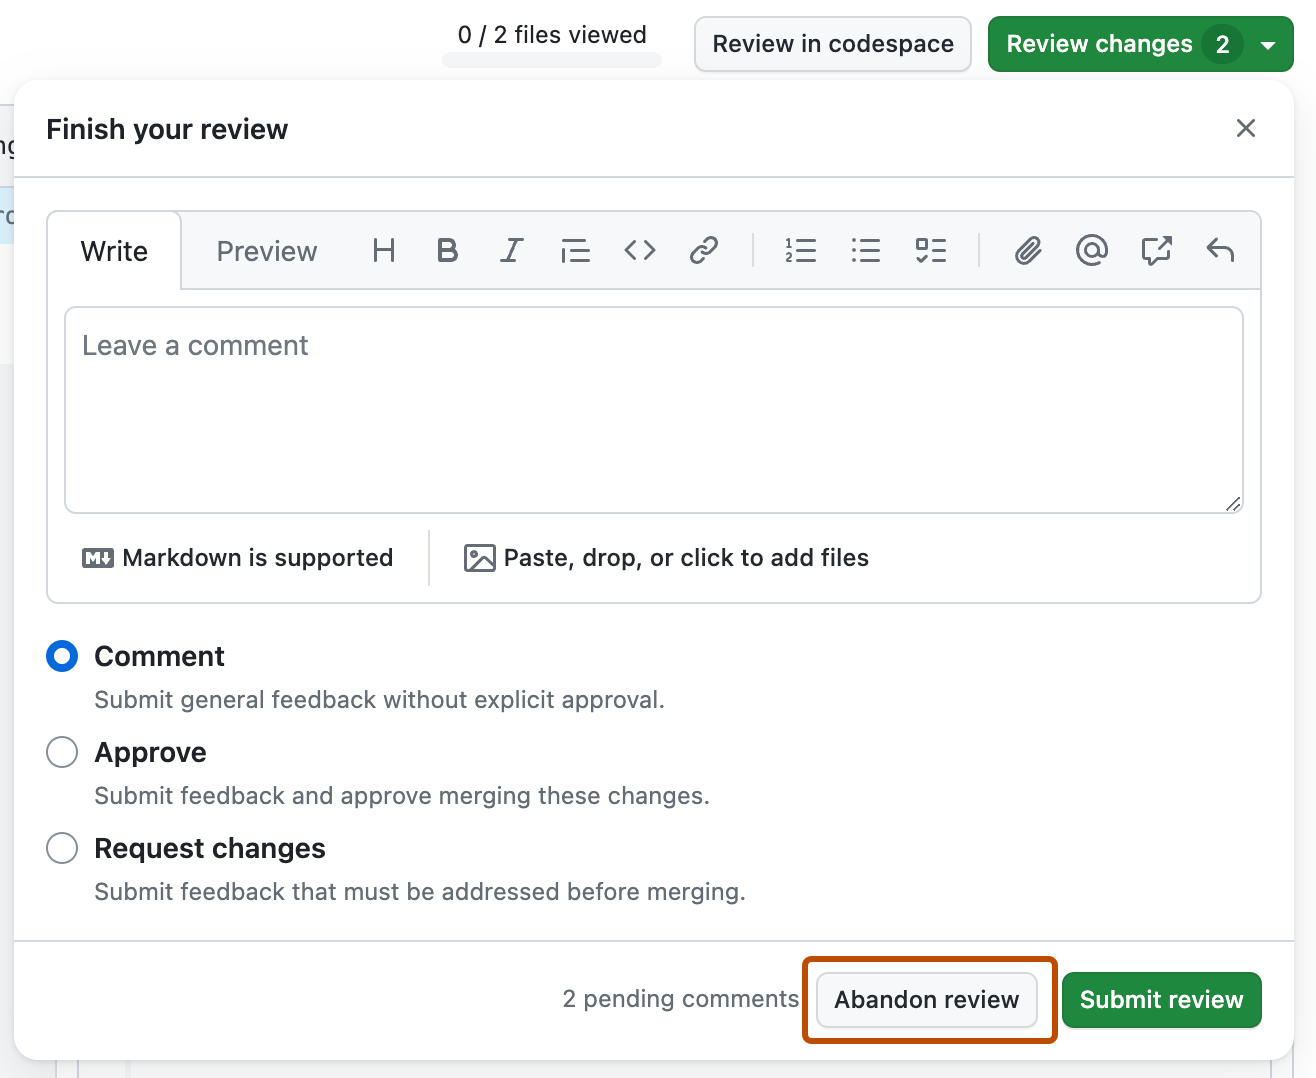 0 / 2 files viewed
Review in codespace
Review changes 2
Finish your review
Write
Preview
Leave a comment
Markdown is supported
Paste, drop, or click to add files
Comment
Submit general feedback without explicit approval.
Approve
Submit feedback and approve merging these changes.
Request changes
Submit feedback that must be addressed before merging.
2 pending comments
Abandon review
Submit review